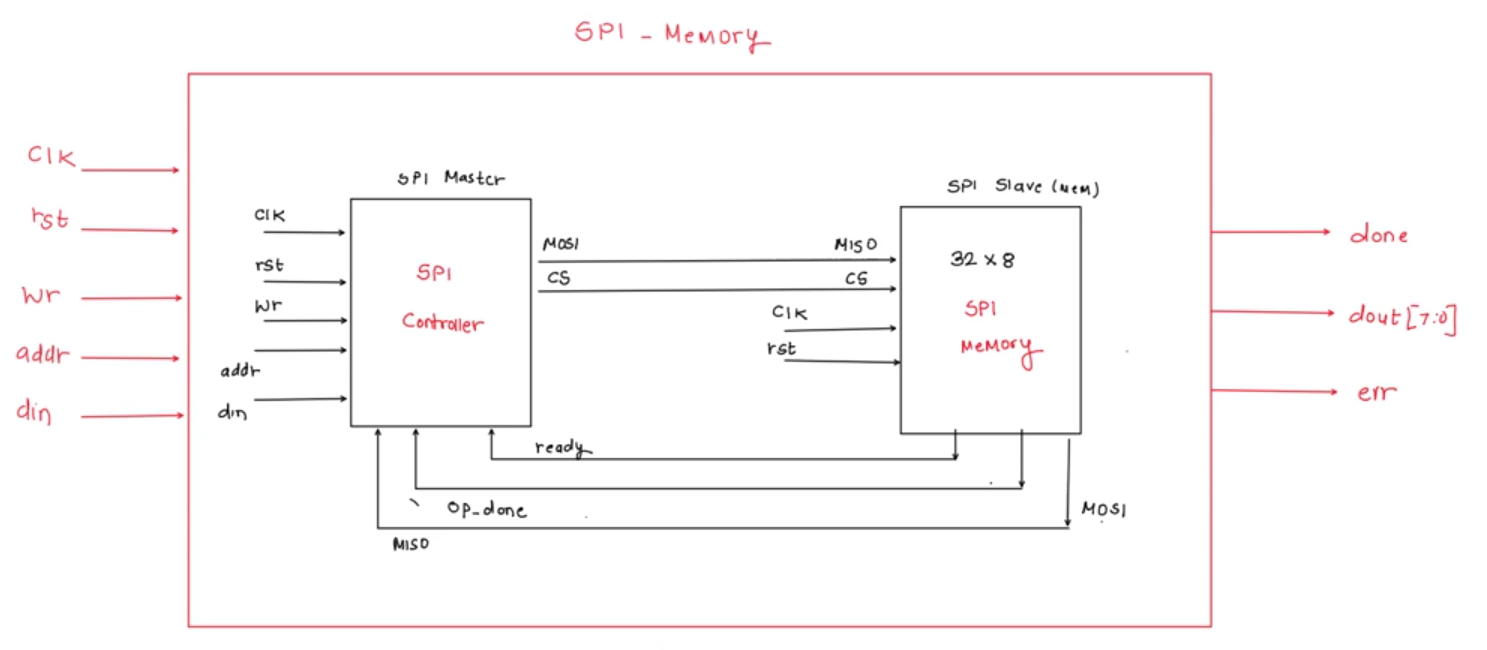 SPI - Memory
Clk
rst
Wr
addr
din
SPI Master
Clk
rst
Wr
addr
din
SPI
Controller
MOSI
CS
MISO
CS
Clk
rst
SPI Slave (mem)
32 x 8
SPI
Memory
ready
Op_done
MISO
MOSI
done
dout[7:0]
err